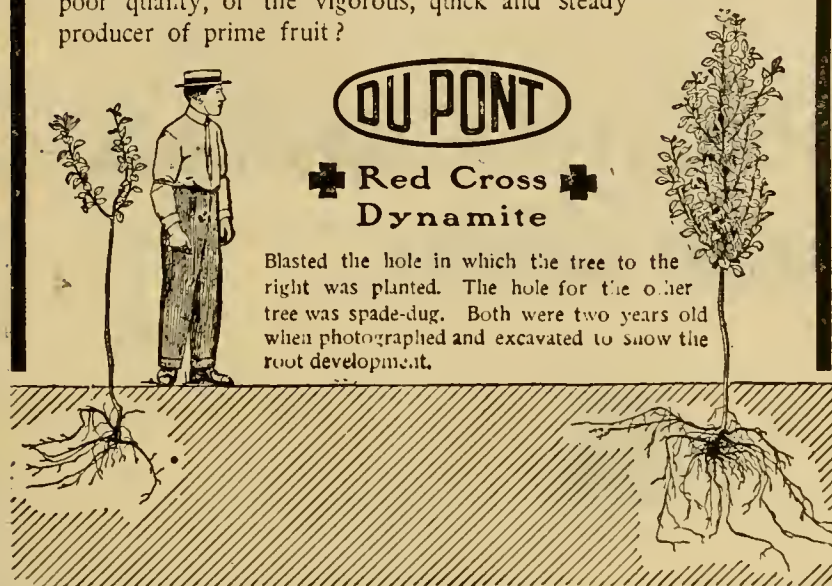 poor quality, or the vigorous, quick and steady
producer of prime fruit?
DU PONT
Red Cross
Dynamite
Blasted the hole in which the tree to the
right was planted. The hole for the other
tree was spade-dug. Both were two years old
when photographed and excavated to show the
root development.